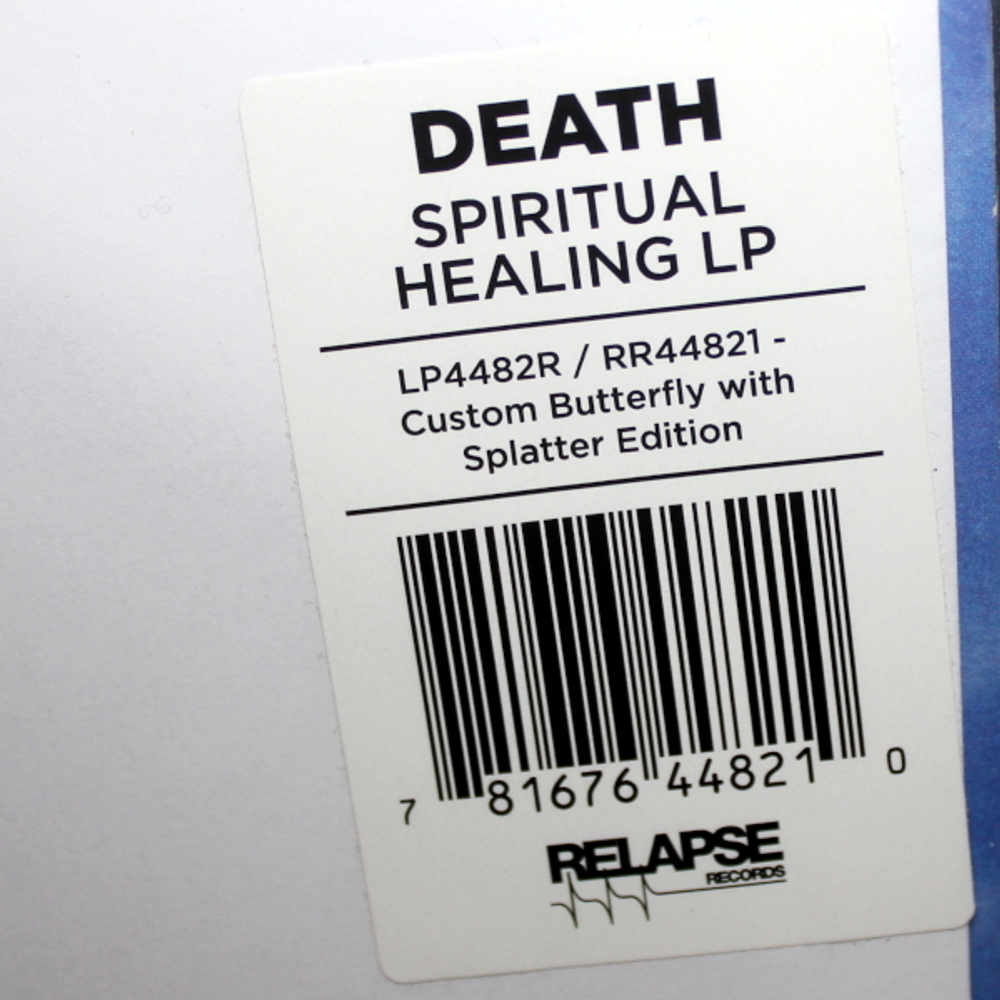 DEATH
SPIRITUAL
HEALING LP
LP4482R / RR44821 -
Custom Butterfly with
Splatter Edition
7 81676 44821 0
RELAPSE
RECORDS